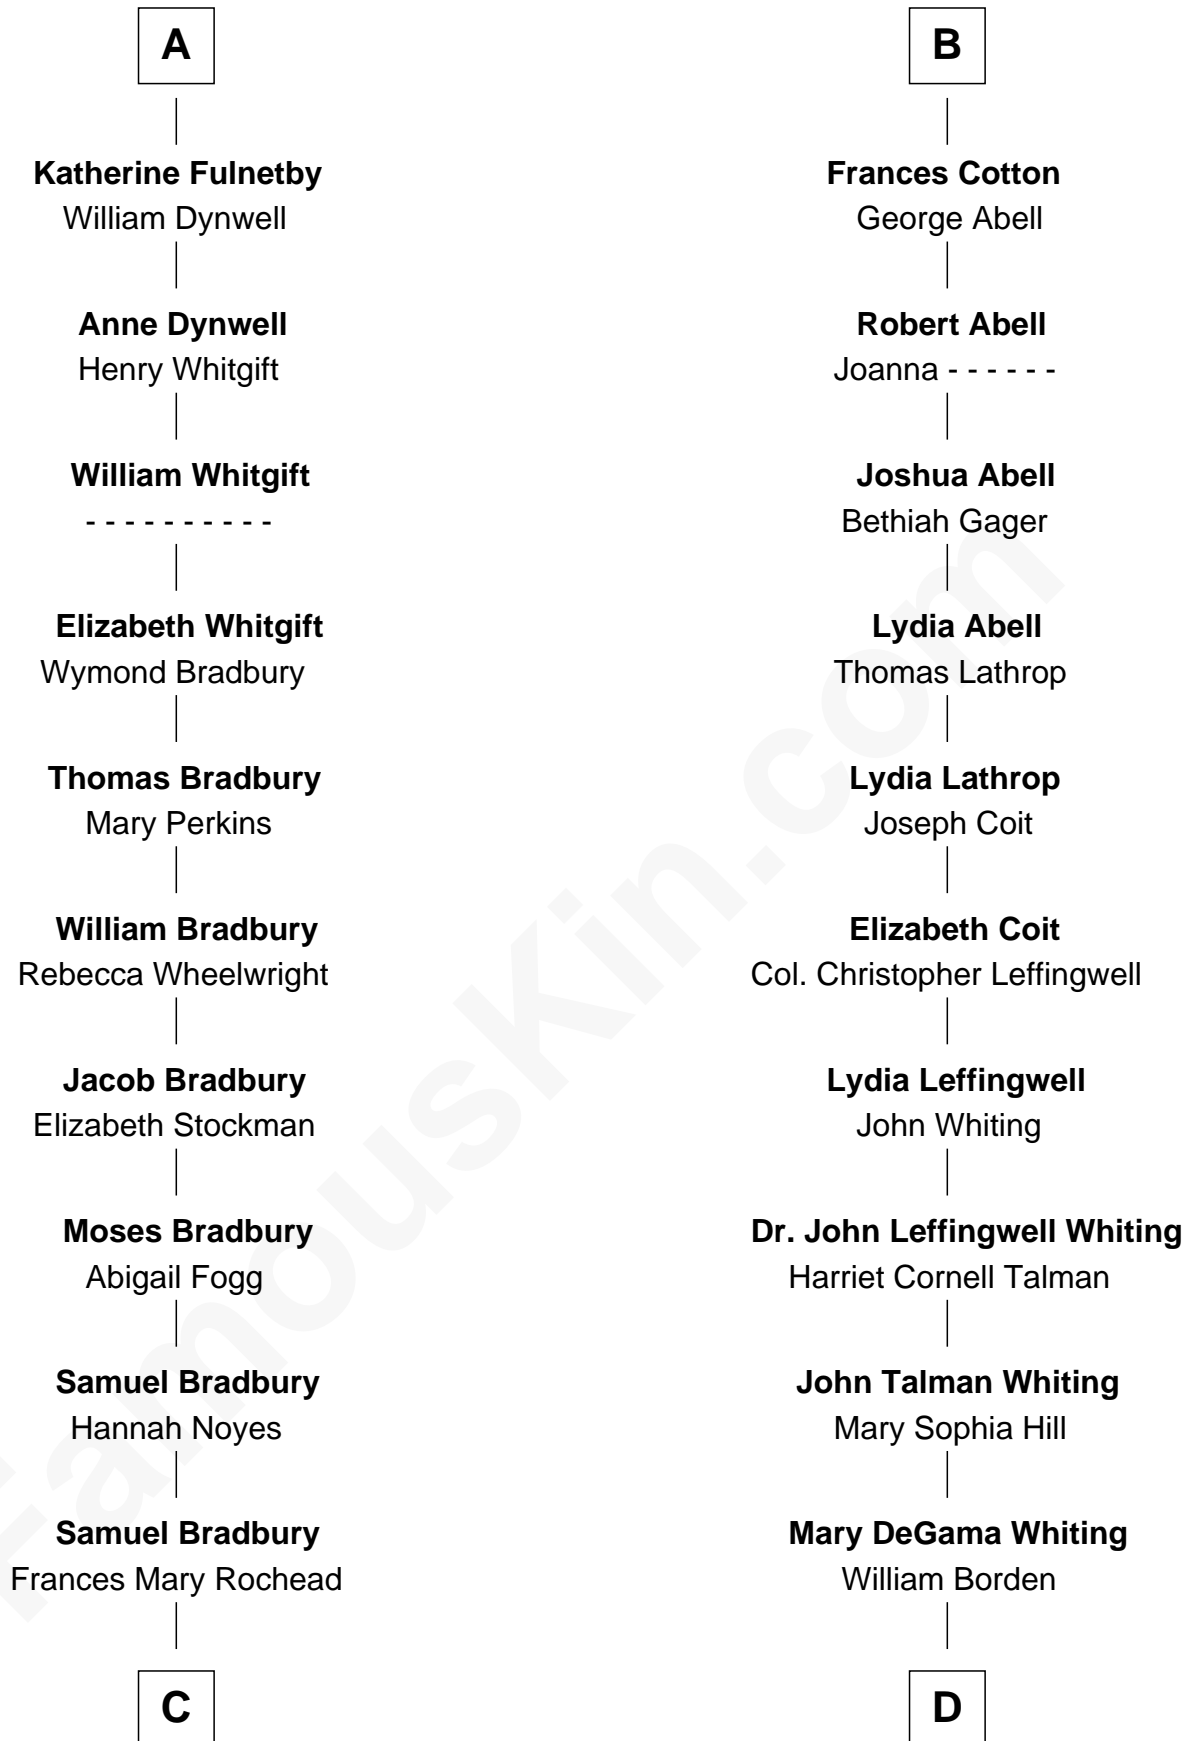 A
Katherine Fulnetby
William Dynwell
Anne Dynwell
Henry Whitgift
William Whitgift
- - - - - - - - - -
Elizabeth Whitgift
Wymond Bradbury
Thomas Bradbury
Mary Perkins
William Bradbury
Rebecca Wheelwright
Jacob Bradbury
Elizabeth Stockman
Moses Bradbury
Abigail Fogg
Samuel Bradbury
Hannah Noyes
Samuel Bradbury
Frances Mary Rochead
C
B
Frances Cotton
George Abell
Robert Abell
Joanna - - - - - -
Joshua Abell
Bethiah Gager
Lydia Abell
Thomas Lathrop
Lydia Lathrop
Joseph Coit
Elizabeth Coit
Col. Christopher Leffingwell
Lydia Leffingwell
John Whiting
Dr. John Leffingwell Whiting
Harriet Cornell Talman
John Talman Whiting
Mary Sophia Hill
Mary DeGama Whiting
William Borden
D
FamousKin.com